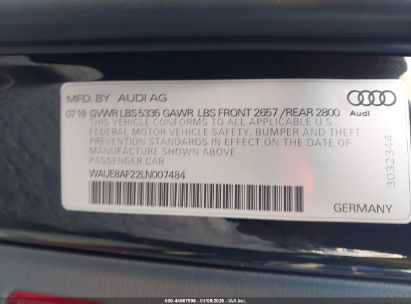 MFD. BY AUDI AG
07 19 GVWR LBS 5335 GAWR LBS FRONT 2657 / REAR 2800
Audi
THIS VEHICLE CONFORMS TO ALL APPLICABLE U.S.
FEDERAL MOTOR VEHICLE SAFETY, BUMPER AND THEFT
PREVENTION STANDARDS IN EFFECT ON THE DATE OF
MANUFACTURE SHOWN ABOVE
PASSENGER CAR
WAUE8AF22LN007484
3032344
GERMANY